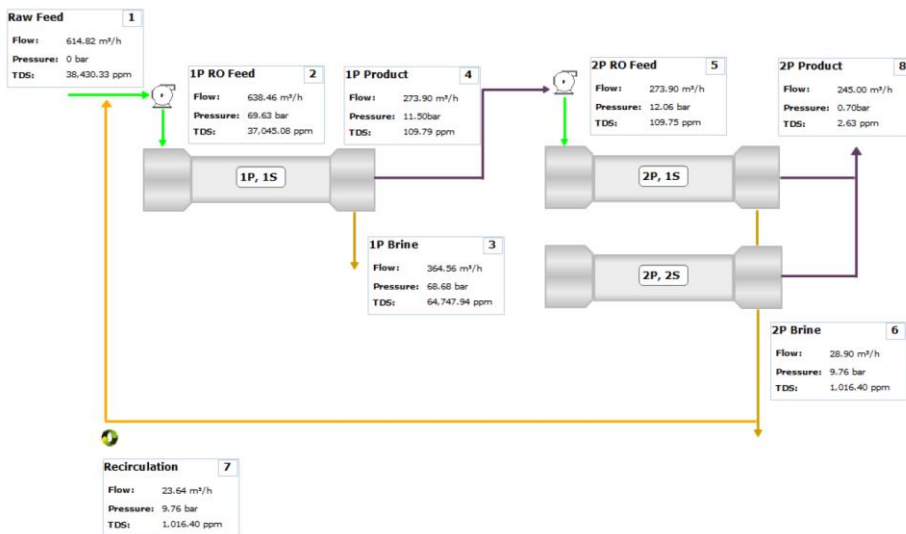 Raw Feed 1
Flow: 614.82 m³/h
Pressure: 0 bar
TDS: 38,430.33 ppm
1P RO Feed 2
Flow: 638.46 m³/h
Pressure: 69.63 bar
TDS: 37,045.08 ppm
1P Product 4
Flow: 273.90 m³/h
Pressure: 11.50bar
TDS: 109.79 ppm
2P RO Feed 5
Flow: 273.90 m³/h
Pressure: 12.06 bar
TDS: 109.75 ppm
2P Product 8
Flow: 245.00 m³/h
Pressure: 0.70bar
TDS: 2.63 ppm
1P, 1S
2P, 1S
1P Brine 3
Flow: 364.56 m³/h
Pressure: 68.68 bar
TDS: 64,747.94 ppm
2P, 2S
2P Brine 6
Flow: 28.90 m³/h
Pressure: 9.76 bar
TDS: 1,016.40 ppm
Recirculation 7
Flow: 23.64 m³/h
Pressure: 9.76 bar
TDS: 1,016.40 ppm